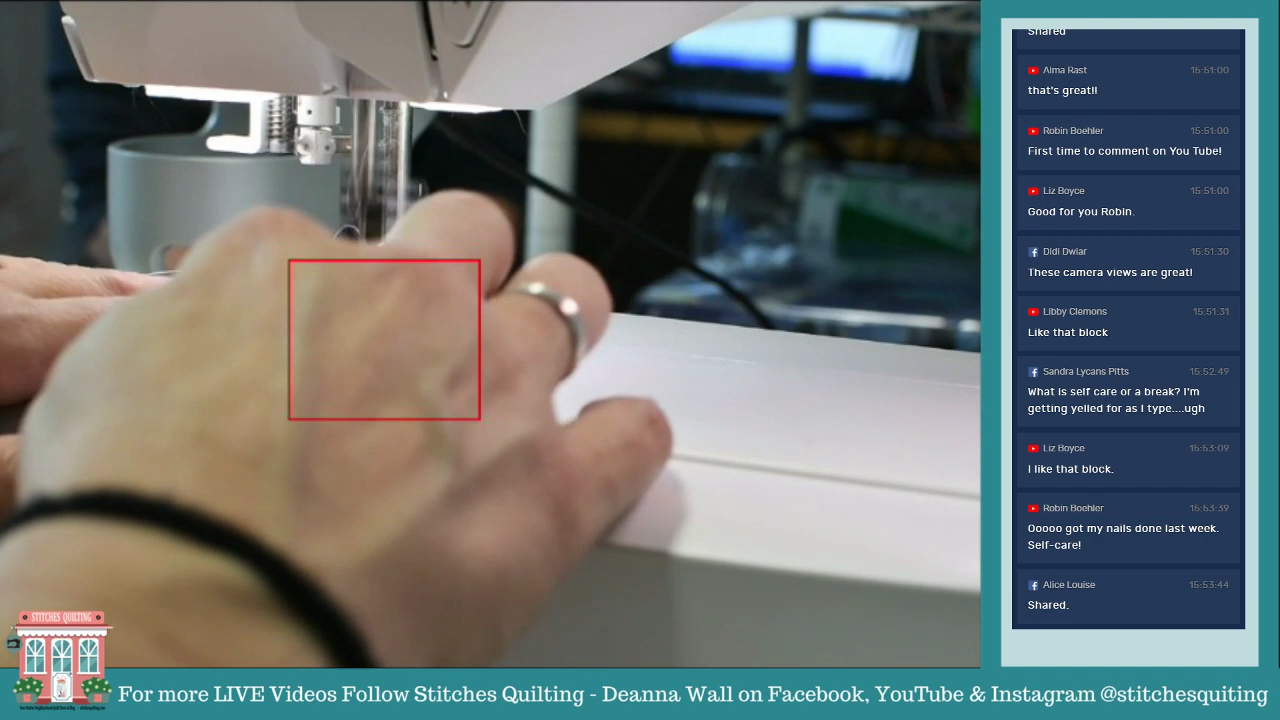 Shared
Alma Rast 15:51:00
that's great!!
Robin Boehler 15:51:00
First time to comment on You Tube!
Liz Boyce 15:51:00
Good for you Robin.
Didi Dwiar 15:51:30
These camera views are great!
Libby Clemons 15:51:31
Like that block
Sandra Lycans Pitts 15:52:49
What is self care or a break? I'm
getting yelled for as I type....ugh
Liz Boyce 15:53:09
I like that block.
Robin Boehler 15:53:39
Ooooo got my nails done last week.
Self-care!
Alice Louise 15:53:44
Shared.
STITCHES QUILTING
For more LIVE Videos Follow Stitches Quilting - Deanna Wall on Facebook, YouTube & Instagram @stitchesquiting